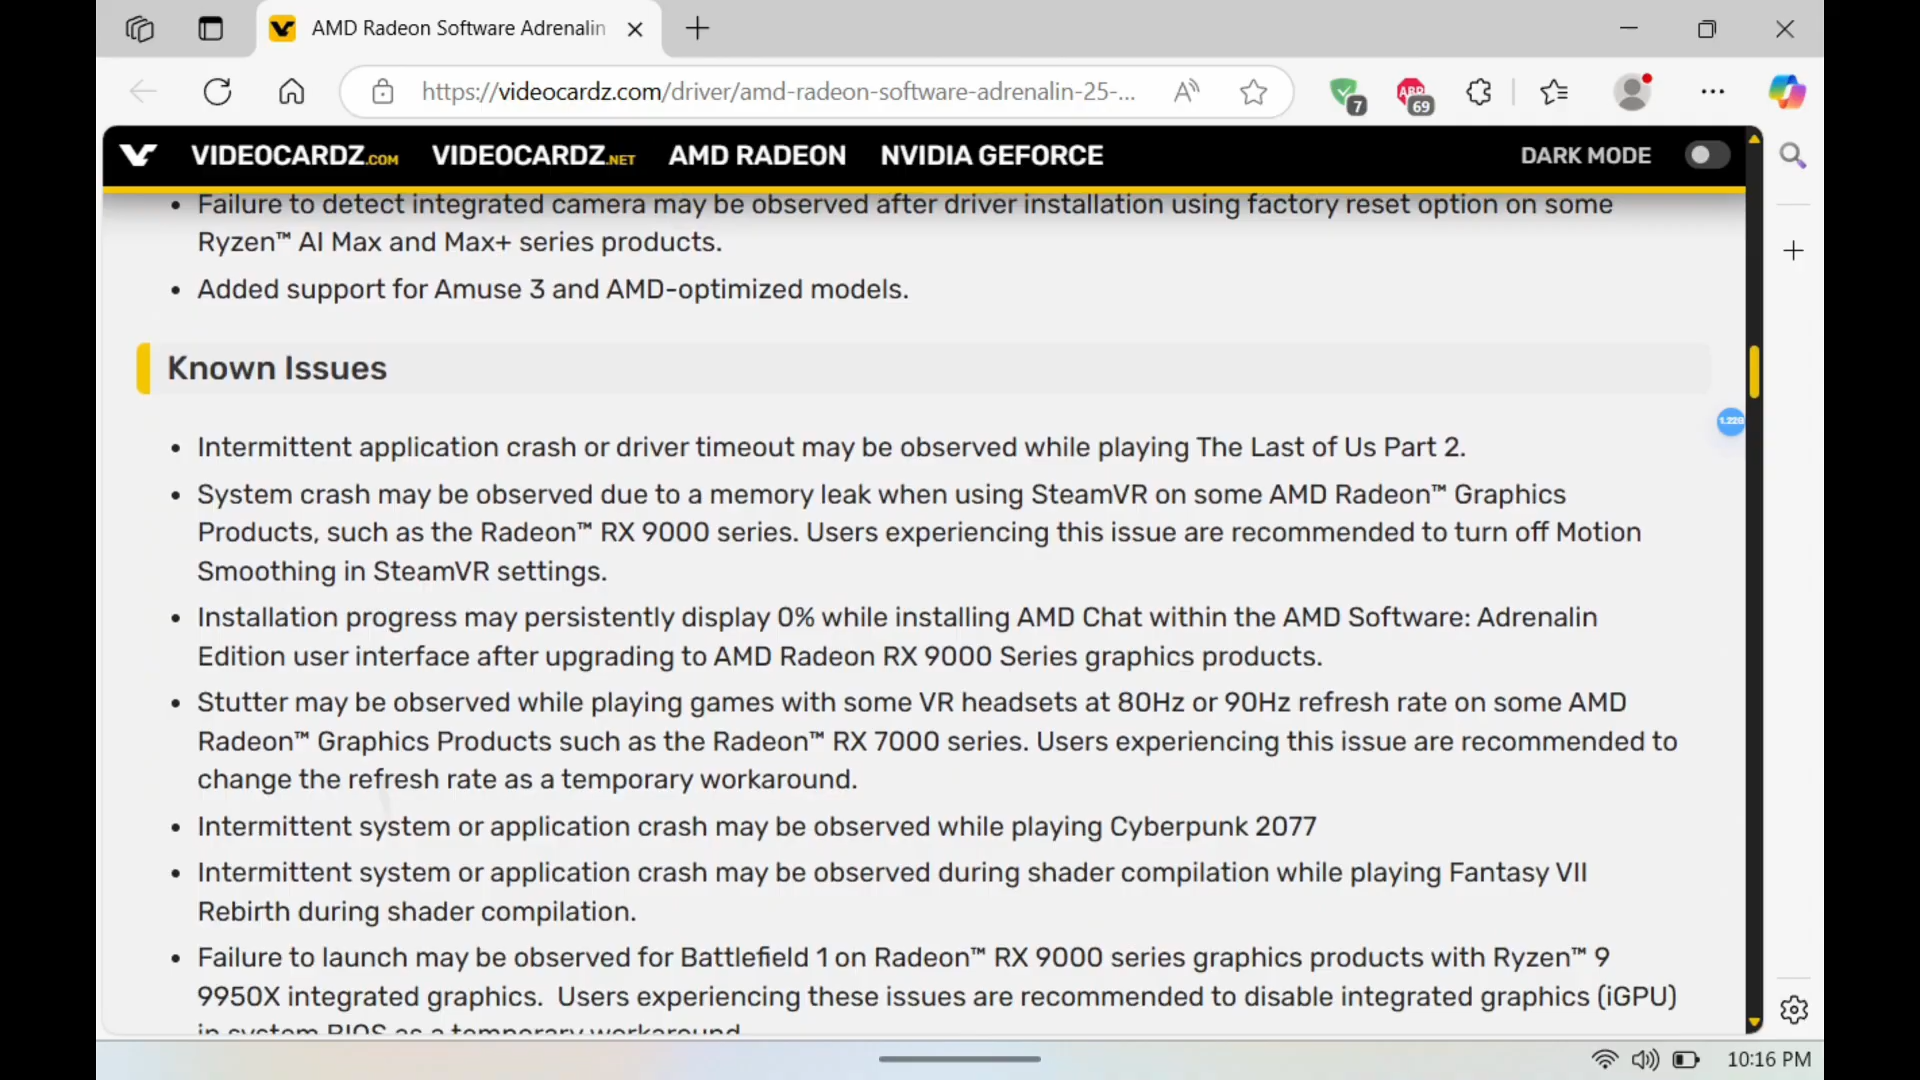 AMD Radeon Software Adrenalin
https://videocardz.com/driver/amd-radeon-software-adrenalin-25-...
7
ABP
69
VIDEOCARDZ.COM
VIDEOCARDZ.NET
AMD RADEON
NVIDIA GEFORCE
DARK MODE
• Failure to detect integrated camera may be observed after driver installation using factory reset option on some
Ryzen™ AI Max and Max+ series products.
• Added support for Amuse 3 and AMD-optimized models.
Known Issues
• Intermittent application crash or driver timeout may be observed while playing The Last of Us Part 2.
• System crash may be observed due to a memory leak when using SteamVR on some AMD Radeon™ Graphics
Products, such as the Radeon™ RX 9000 series. Users experiencing this issue are recommended to turn off Motion
Smoothing in SteamVR settings.
• Installation progress may persistently display 0% while installing AMD Chat within the AMD Software: Adrenalin
Edition user interface after upgrading to AMD Radeon RX 9000 Series graphics products.
• Stutter may be observed while playing games with some VR headsets at 80Hz or 90Hz refresh rate on some AMD
Radeon™ Graphics Products such as the Radeon™ RX 7000 series. Users experiencing this issue are recommended to
change the refresh rate as a temporary workaround.
• Intermittent system or application crash may be observed while playing Cyberpunk 2077
• Intermittent system or application crash may be observed during shader compilation while playing Fantasy VII
Rebirth during shader compilation.
• Failure to launch may be observed for Battlefield 1 on Radeon™ RX 9000 series graphics products with Ryzen™ 9
9950X integrated graphics. Users experiencing these issues are recommended to disable integrated graphics (iGPU)
in system BIOS as a temporary workaround
10:16 PM